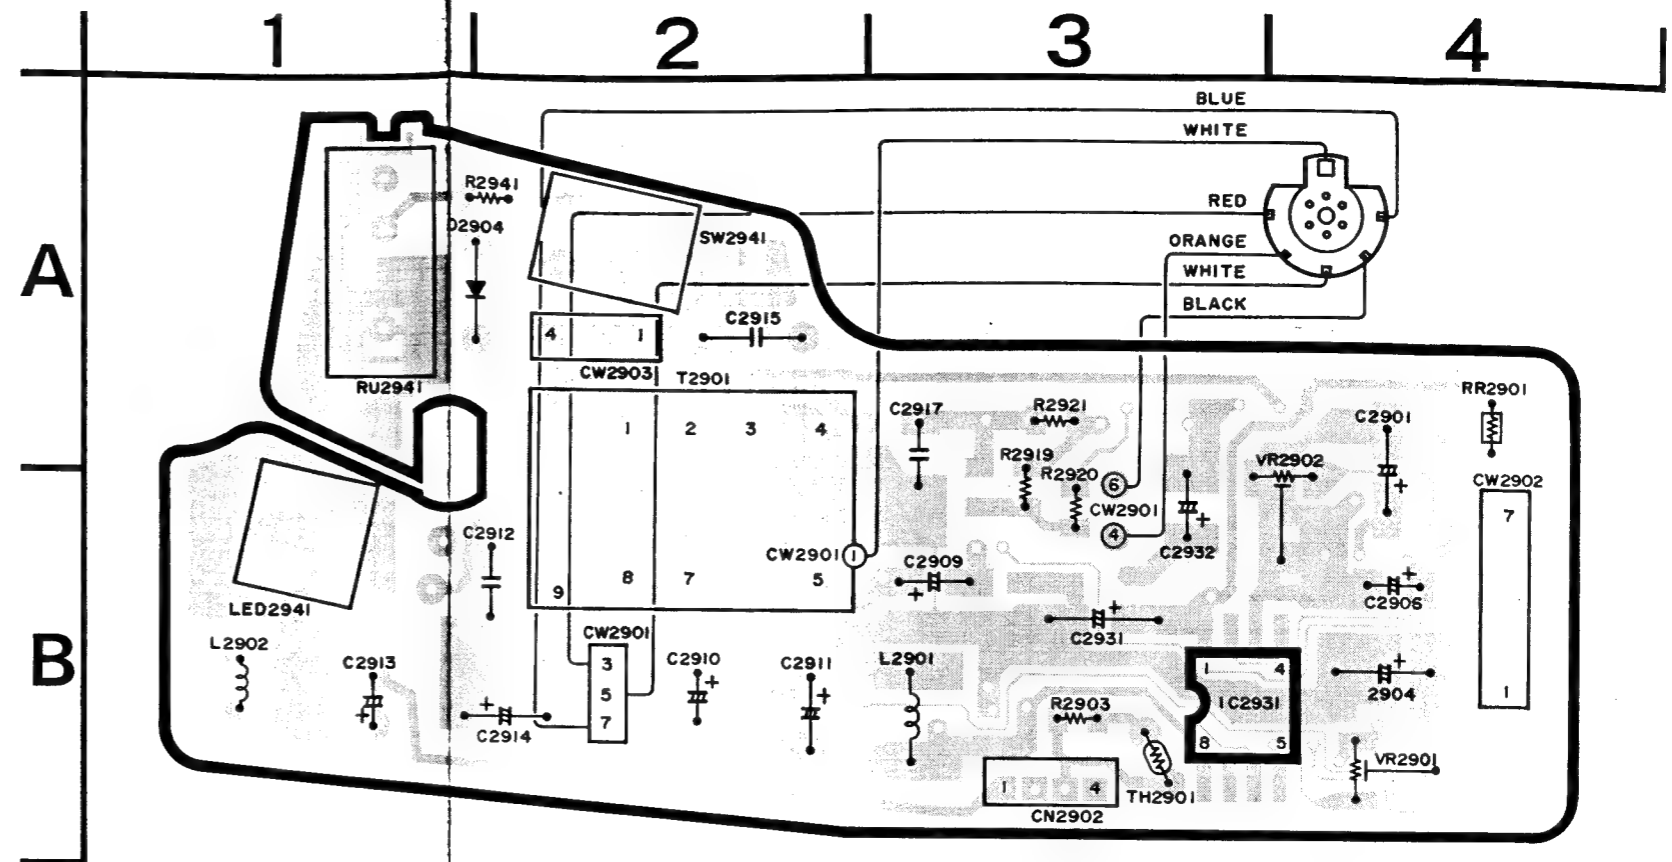 1 2 3 4
BLUE
WHITE
R2941
RED
D2904
SW2941
ORANGE
A
WHITE
BLACK
C2915
4 1
CW2903
T2901
RU2941
RR2901
C2917
R2921
C2901
1 2 3 4
R2919
VR2902
R2920
CW2902
6
7
CW2901
C2912
4
CW2901 1
C2932
C2909
9 8 7 5
C2906
LED2941
CW2901
C2931
L2902
B
C2913
3
C2910
C2911
L2901
1 4
5
2904
1
R2903
IC2931
7
C2914
8 5
VR2901
1 4
TH2901
CN2902